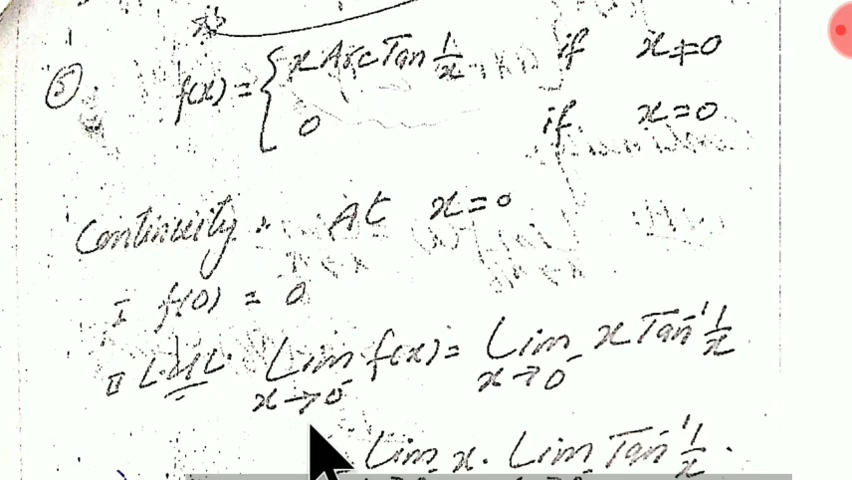 ⑤ f(x) = { x ArcTan 1/x if x ≠ 0
0 if x = 0
Continuity :- At x = 0
I f(0) = 0
II L.H.L. Lim x→0⁻ f(x) = Lim x→0⁻ x Tan⁻¹ 1/x
Lim x . Lim Tan⁻¹ 1/x .